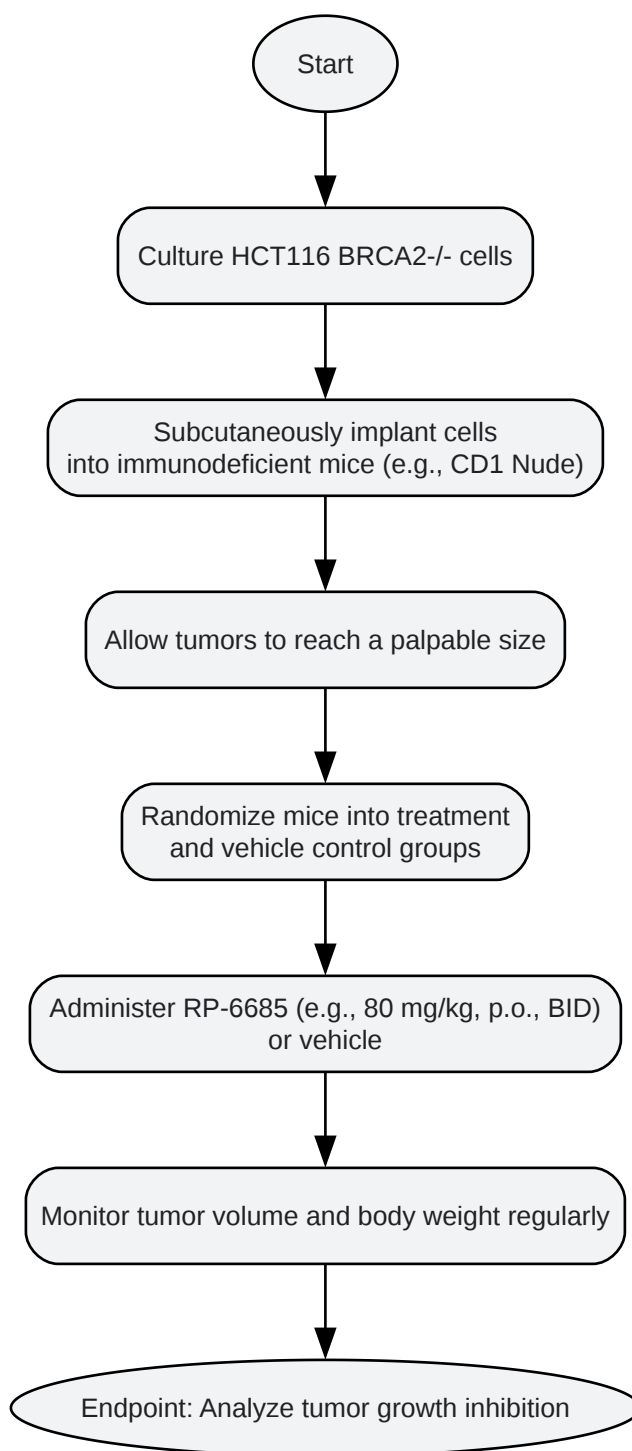 Start
Culture HCT116 BRCA2-/- cells
Subcutaneously implant cells
into immunodeficient mice (e.g., CD1 Nude)
Allow tumors to reach a palpable size
Randomize mice into treatment
and vehicle control groups
Administer RP-6685 (e.g., 80 mg/kg, p.o., BID)
or vehicle
Monitor tumor volume and body weight regularly
Endpoint: Analyze tumor growth inhibition